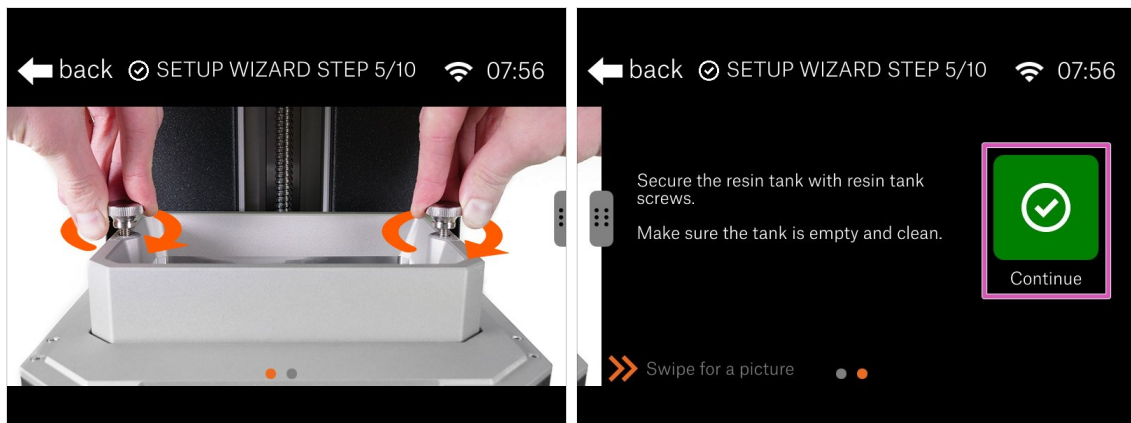 back SETUP WIZARD STEP 5/10 07:56
back SETUP WIZARD STEP 5/10 07:56
Secure the resin tank with resin tank
screws.
Make sure the tank is empty and clean.
Continue
Swipe for a picture